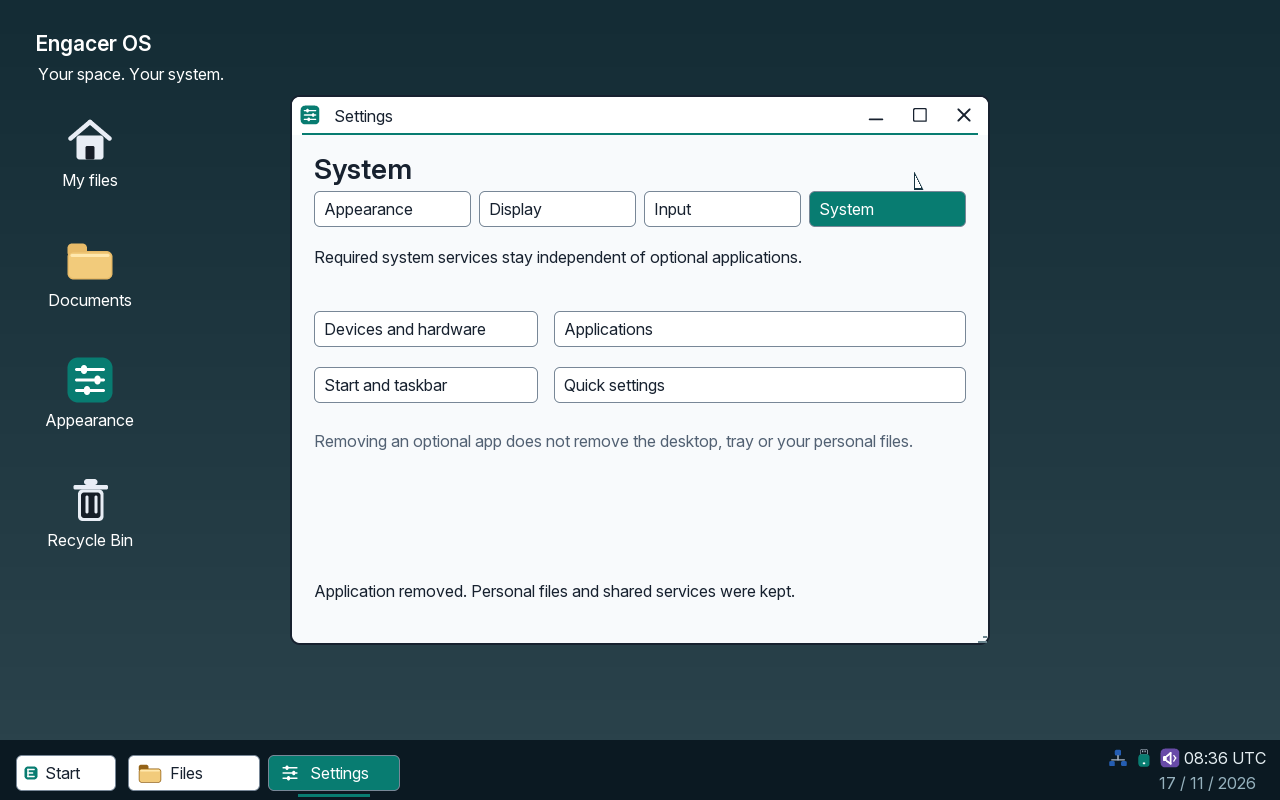 Engacer OS
Your space. Your system.
My files
Documents
Appearance
Recycle Bin
Settings
System
Appearance
Display
Input
System
Required system services stay independent of optional applications.
Devices and hardware
Applications
Start and taskbar
Quick settings
Removing an optional app does not remove the desktop, tray or your personal files.
Application removed. Personal files and shared services were kept.
E Start
Files
Settings
08:36 UTC
17 / 11 / 2026